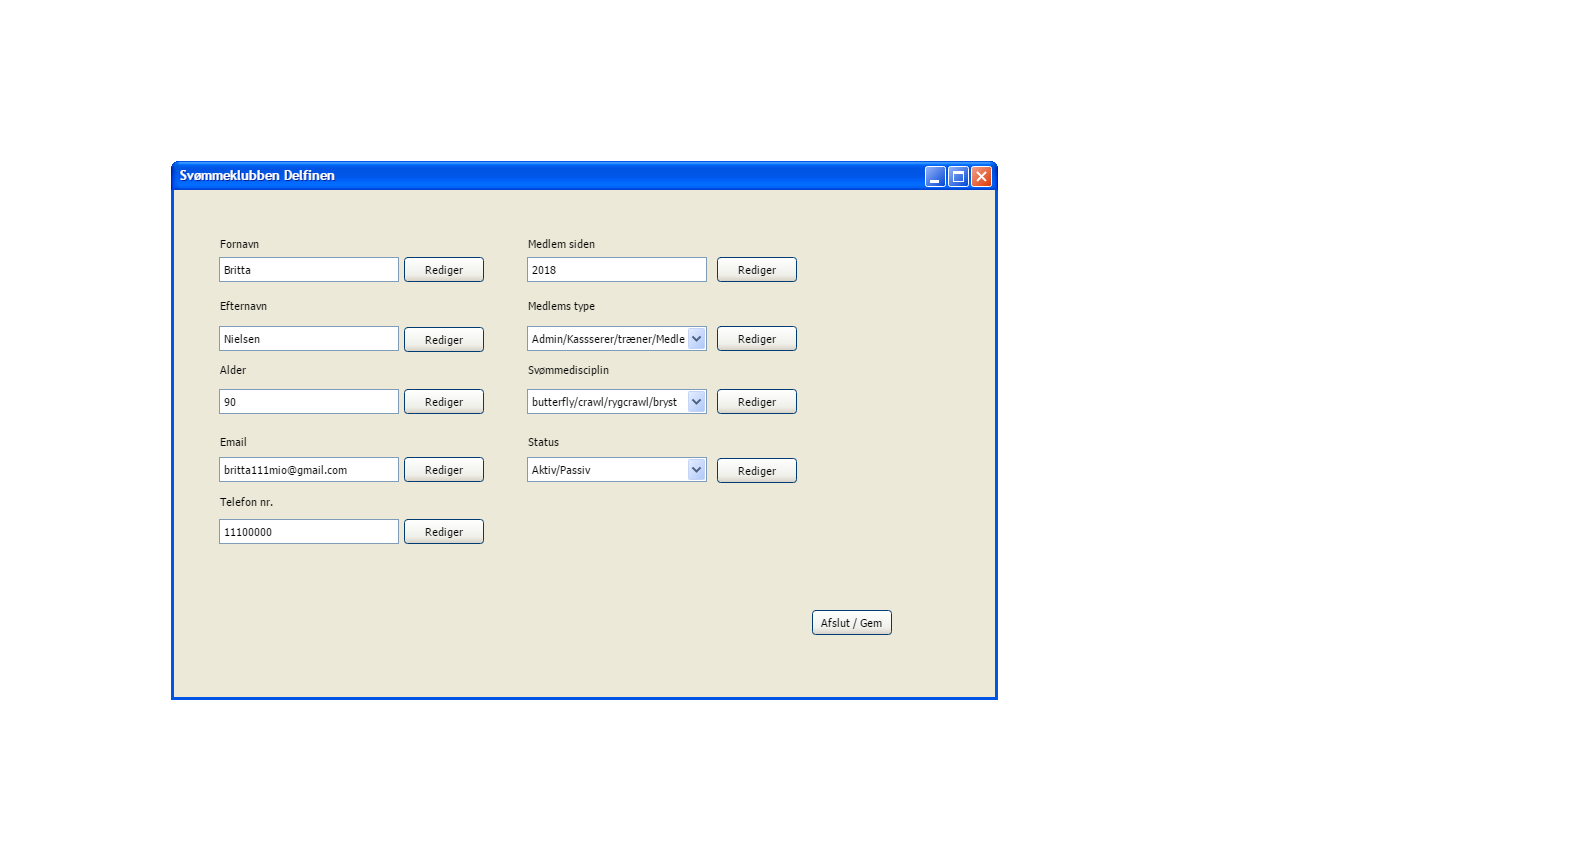 Svømmeklubben Delfinen
Fornavn
Britta Rediger
Efternavn
Nielsen Rediger
Alder
90 Rediger
Email
britta111mio@gmail.com Rediger
Telefon nr.
11100000 Rediger
Medlem siden
2018 Rediger
Medlems type
Admin/Kassserer/træner/Medle Rediger
Svømmedisciplin
butterfly/crawl/rygcrawl/bryst Rediger
Status
Aktiv/Passiv Rediger
Afslut / Gem